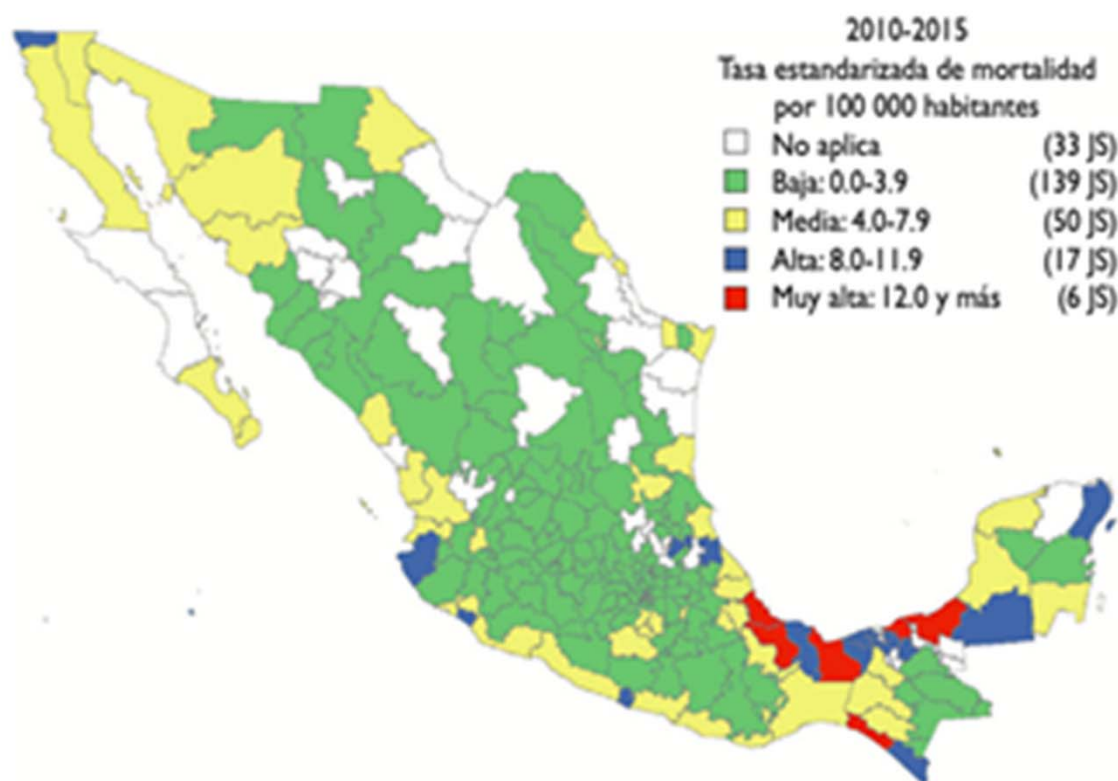 2010-2015
Tasa estandarizada de mortalidad
por 100 000 habitantes
No aplica (33 JS)
Baja: 0.0-3.9 (139 JS)
Media: 4.0-7.9 (50 JS)
Alta: 8.0-11.9 (17 JS)
Muy alta: 12.0 y más (6 JS)